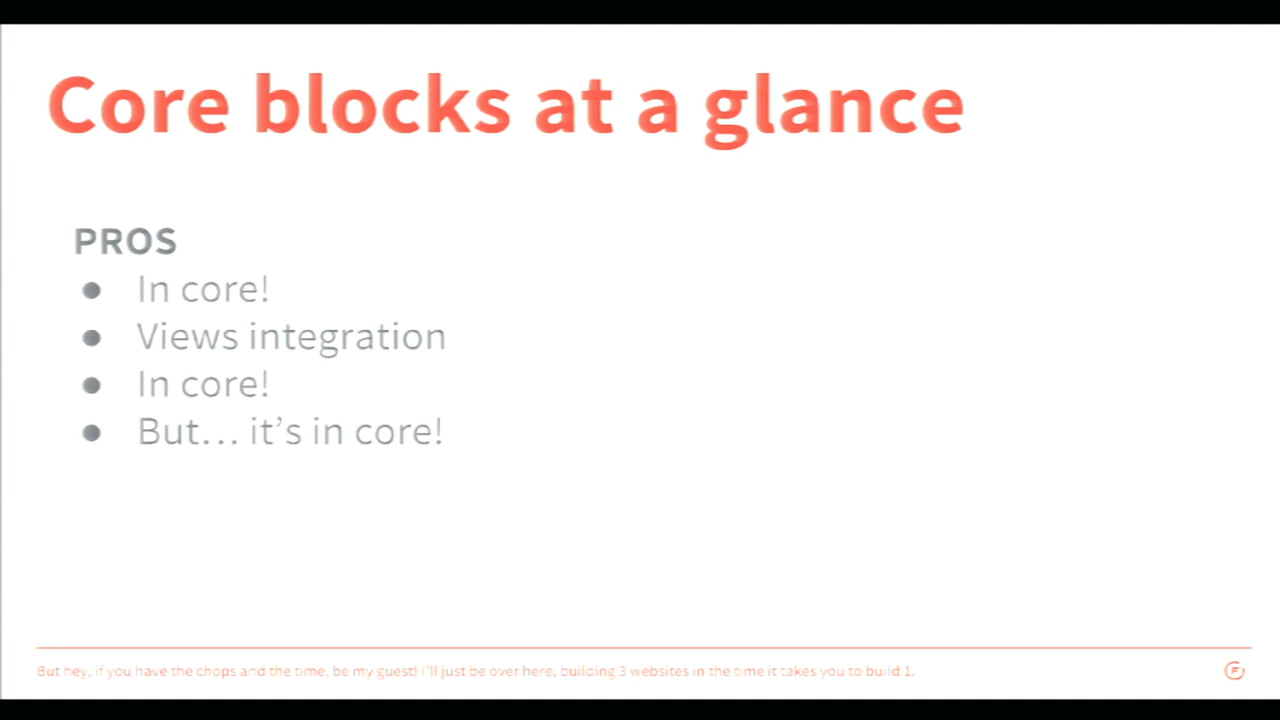 Core blocks at a glance
PROS
● In core!
● Views integration
● In core!
● But… it’s in core!
But hey, if you have the chops and the time, be my guest! I'll just be over here, building 3 websites in the time it takes you to build 1.
F